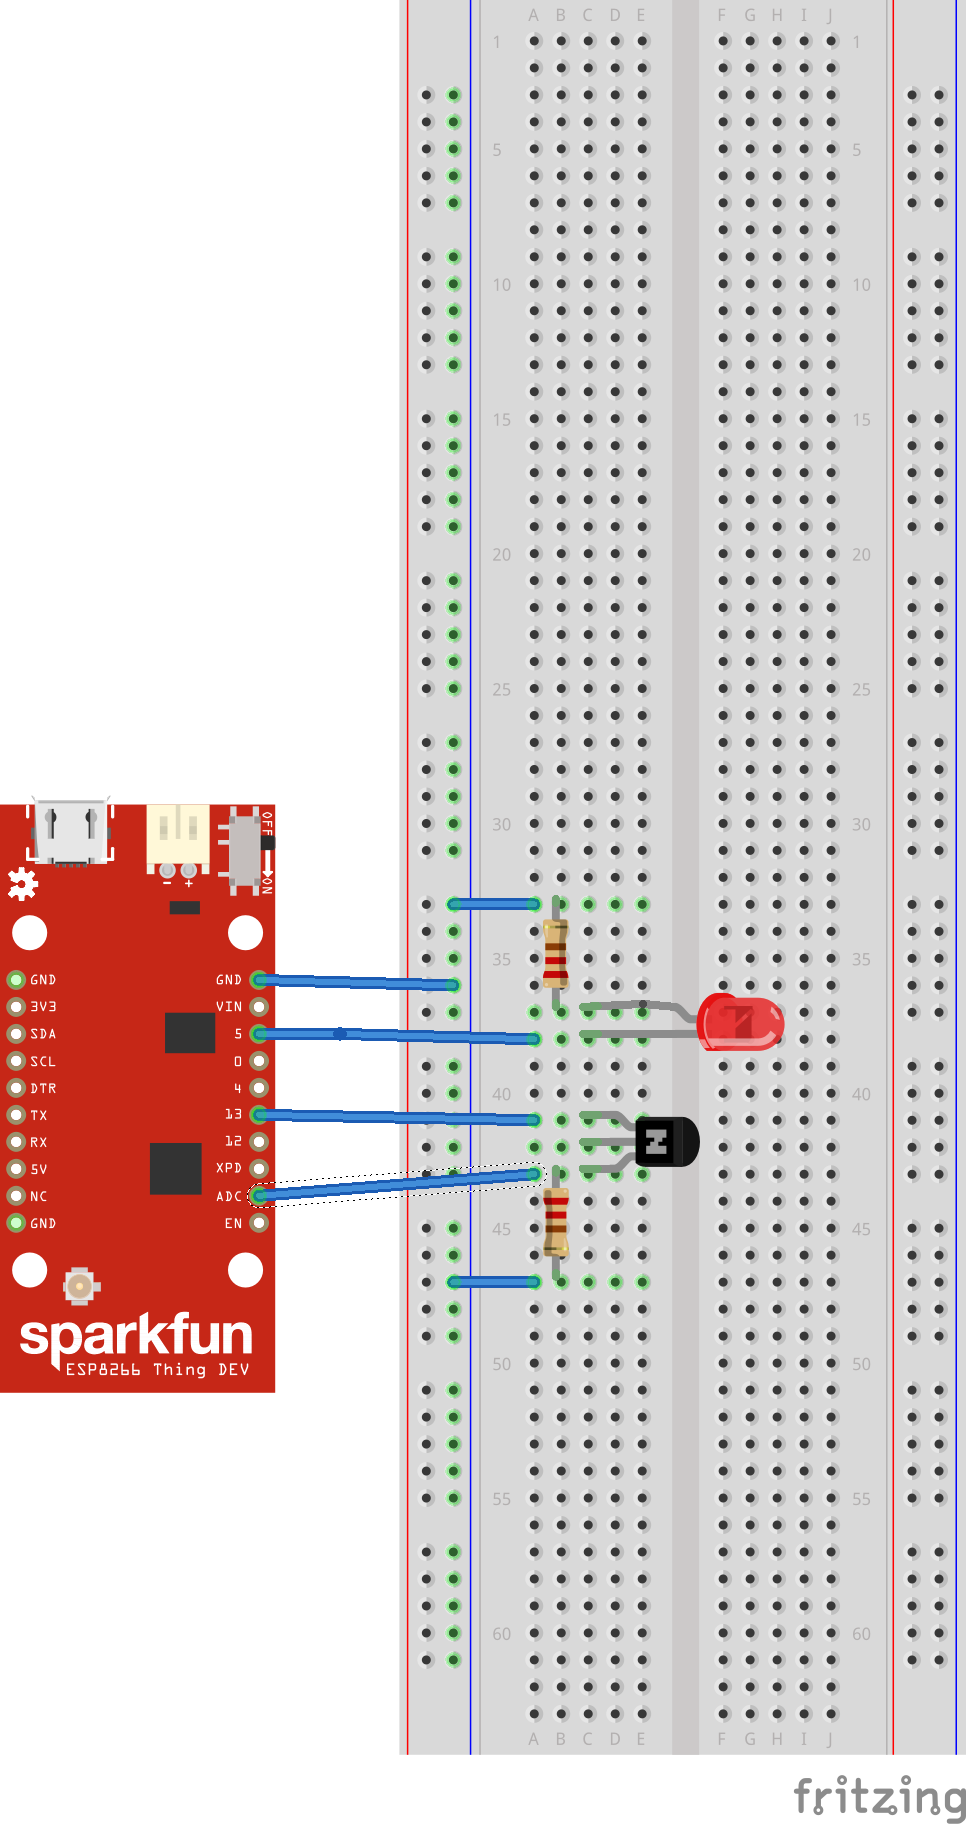 A B C D E F G H I J
1 1
5 5
10 10
15 15
20 20
25 25
30 30
35 35
40 40
45 45
50 50
55 55
60 60
A B C D E F G H I J
OFF
ON
- +
GND GND
3V3 VIN
SDA 5
SCL 0
DTR 4
TX 13
RX 12
5V XPD
NC ADC
GND EN
sparkfun
ESP8266 Thing DEV
N
fritzing